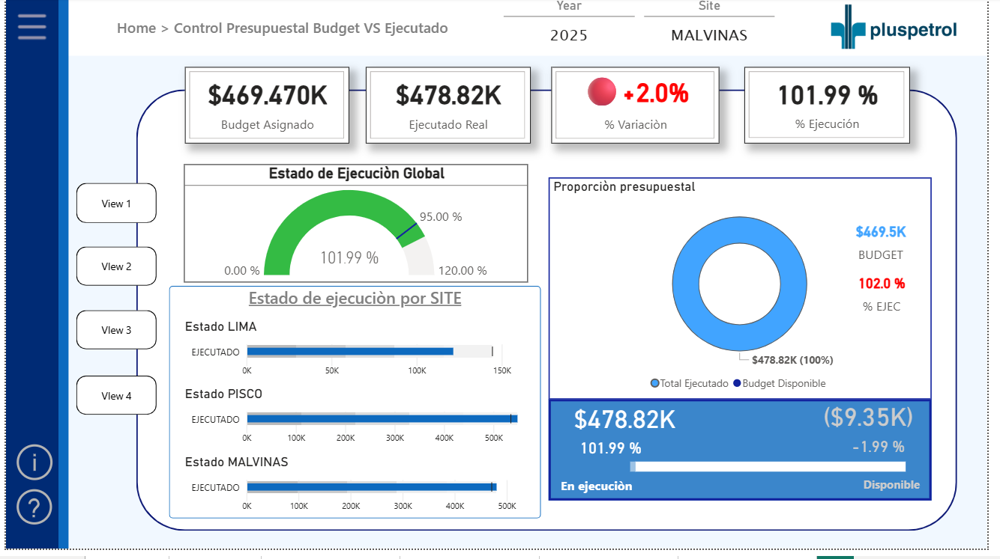 Year
Site
Home > Control Presupuestal Budget VS Ejecutado
2025
MALVINAS
pluspetrol
$469.470K
Budget Asignado
$478.82K
Ejecutado Real
+2.0%
% Variaciòn
101.99 %
% Ejecución
View 1
VIew 2
VIew 3
VIew 4
Estado de Ejecuciòn Global
95.00 %
101.99 %
0.00 %
120.00 %
Estado de ejecuciòn por SITE
Estado LIMA
EJECUTADO
0K 50K 100K 150K
Estado PISCO
EJECUTADO
0K 100K 200K 300K 400K 500K
Estado MALVINAS
EJECUTADO
0K 100K 200K 300K 400K 500K
Proporciòn presupuestal
$469.5K
BUDGET
102.0 %
% EJEC
$478.82K (100%)
Total Ejecutado Budget Disponible
$478.82K
($9.35K)
101.99 %
-1.99 %
En ejecuciòn
Disponible
i
?